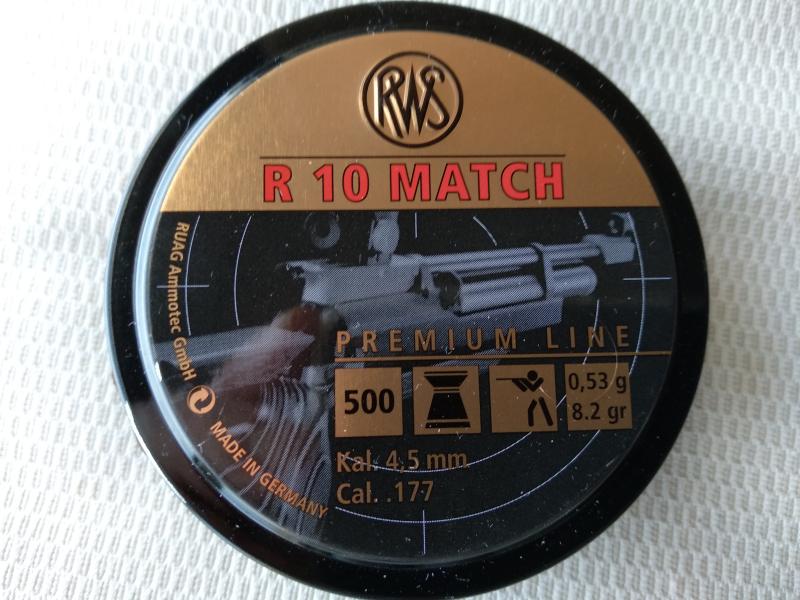 RWS
R 10 MATCH
RUAG Ammotec GmbH
MADE IN GERMANY
PREMIUM LINE
500
0,53 g
8.2 gr
Kal. 4,5 mm
Cal. .177